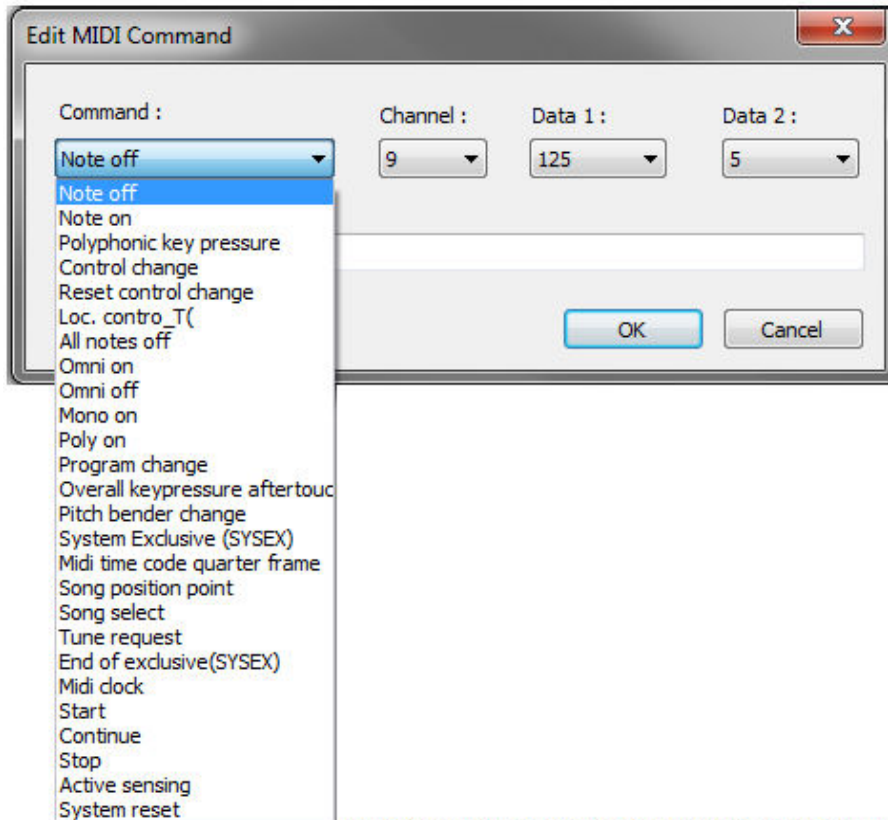 Edit MIDI Command
Command :
Channel :
Data 1 :
Data 2 :
Note off
9
125
5
Note off
Note on
Polyphonic key pressure
Control change
Reset control change
Loc. contro_T(
All notes off
Omni on
Omni off
Mono on
Poly on
Program change
Overall keypressure aftertouc
Pitch bender change
System Exclusive (SYSEX)
Midi time code quarter frame
Song position point
Song select
Tune request
End of exclusive(SYSEX)
Midi clock
Start
Continue
Stop
Active sensing
System reset
OK
Cancel